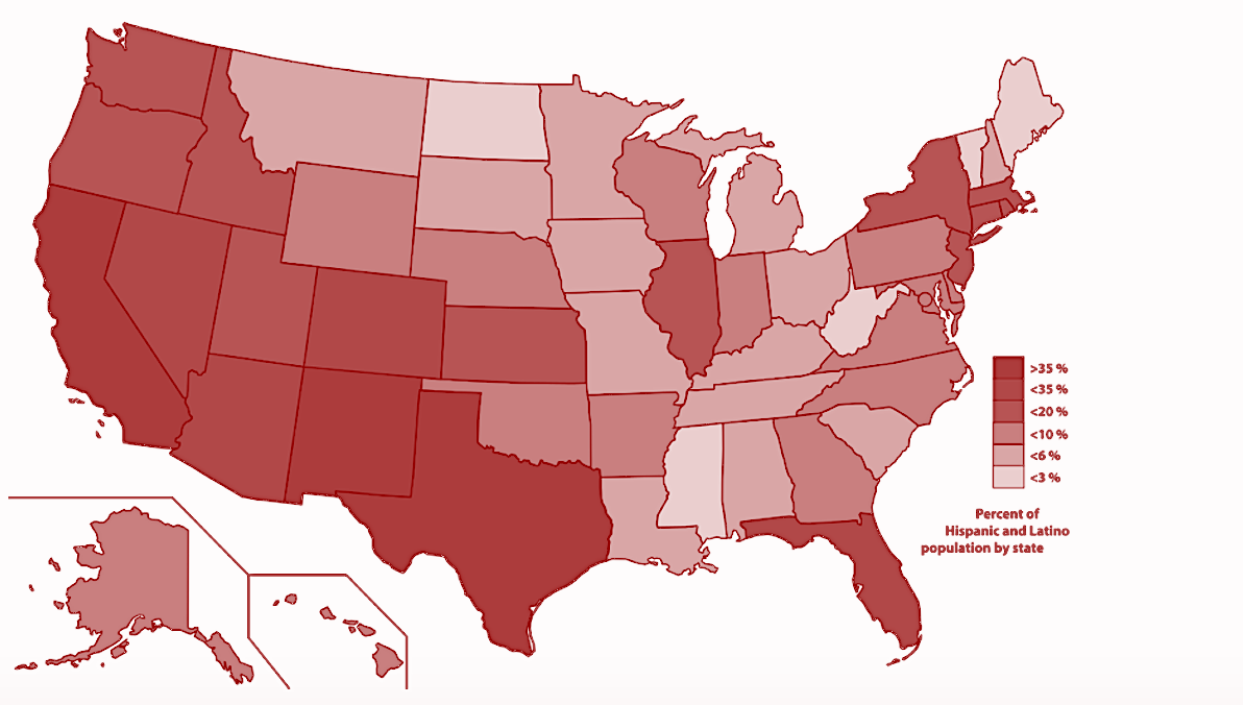 >35 %
<35 %
<20 %
<10 %
<6 %
<3 %
Percent of
Hispanic and Latino
population by state